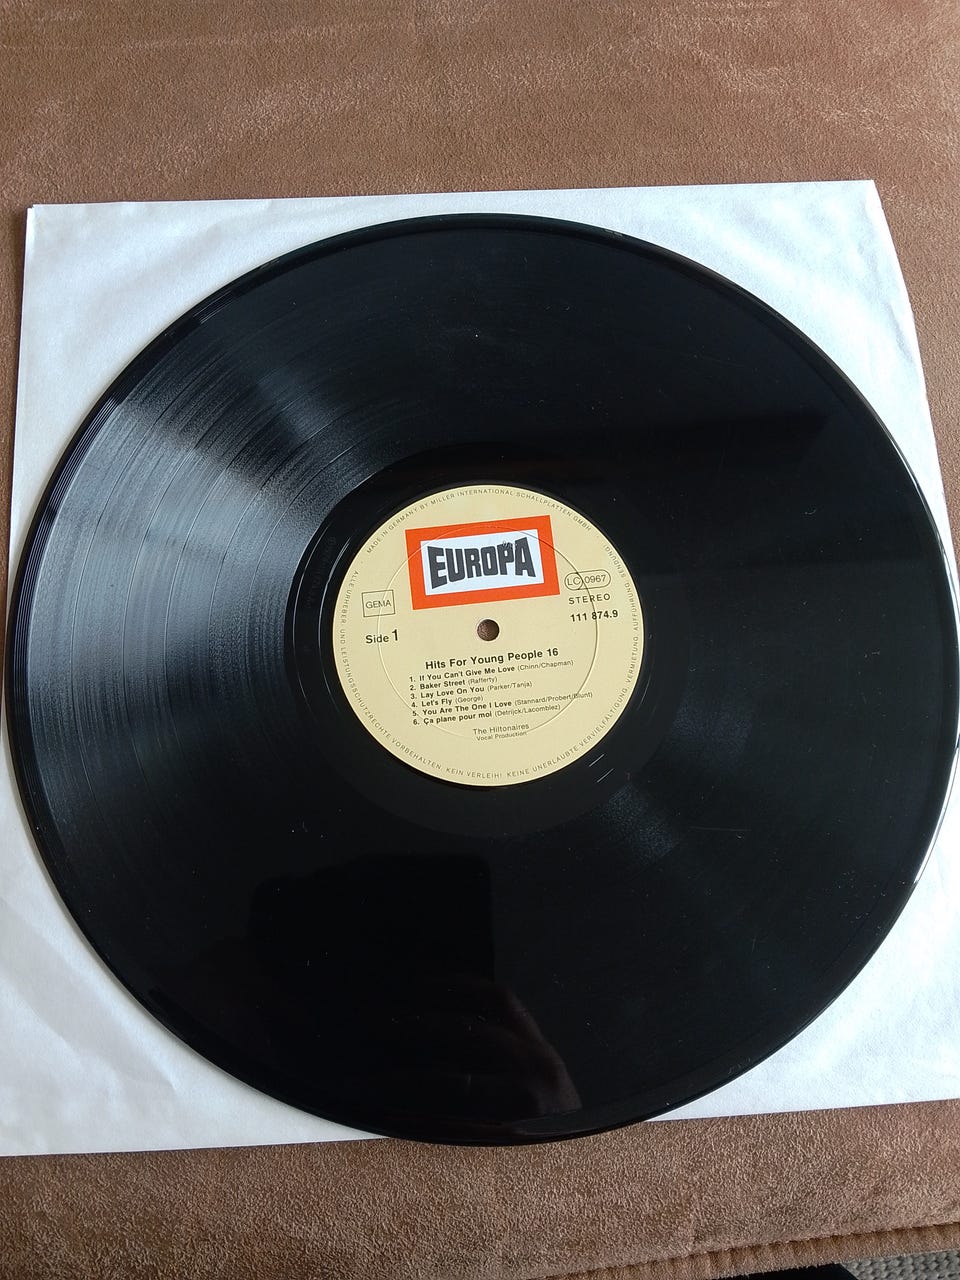 MADE IN GERMANY BY MILLER INTERNATIONAL SCHALLPLATTEN GMBH
EUROPA
GEMA
LC 0967
STEREO
111 874.9
Side 1
Hits For Young People 16
1. If You Can't Give Me Love (Chinn/Chapman)
2. Baker Street (Rafferty)
3. Lay Love On You (Parker/Tanja)
4. Let's Fly (George)
5. You Are The One I Love (Stannard/Probert/Blunt)
6. Ça plane pour moi (Detrijck/Lacomblez)
The Hiltonaires
Vocal Production
ALLE URHEBER- UND LEISTUNGSSCHUTZRECHTE VORBEHALTEN. KEIN VERLEIH! KEINE UNERLAUBTE VERVIELFÄLTIGUNG, VERMIETUNG, AUFFÜHRUNG, SENDUNG.